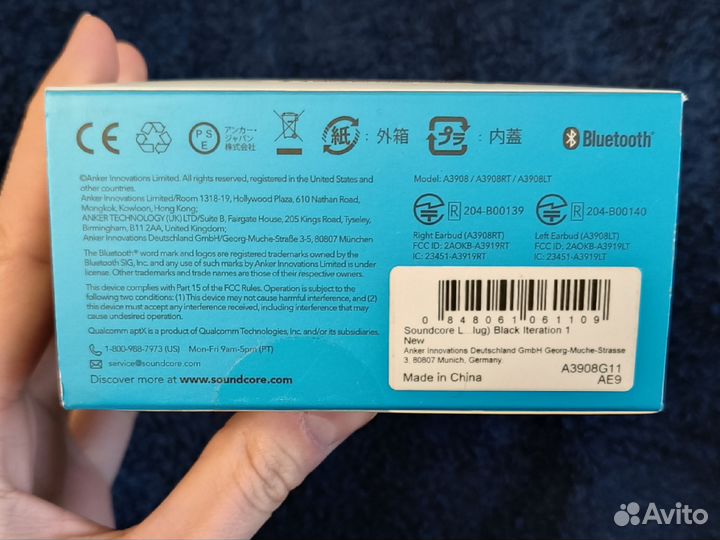 CE PSE アンカー・
ジャパン
株式会社 紙 : 外箱 プラ : 内蓋 Bluetooth®
©Anker Innovations Limited. All rights reserved, registered in the United States and
other countries.
Anker Innovations Limited/Room 1318-19, Hollywood Plaza, 610 Nathan Road,
Mongkok, Kowloon, Hong Kong;
ANKER TECHNOLOGY (UK) LTD/Suite B, Fairgate House, 205 Kings Road, Tyseley,
Birmingham, B11 2AA, United Kingdom;
Anker Innovations Deutschland GmbH/Georg-Muche-Straße 3-5, 80807 München
The Bluetooth® word mark and logos are registered trademarks owned by the
Bluetooth SIG, Inc. and any use of such marks by Anker Innovations Limited is under
license. Other trademarks and trade names are those of their respective owners.
This device complies with Part 15 of the FCC Rules. Operation is subject to the
following two conditions: (1) This device may not cause harmful interference, and (2)
this device must accept any interference received, including interference that may
cause undesired operation.
Qualcomm aptX is a product of Qualcomm Technologies, Inc. and/or its subsidiaries.
1-800-988-7973 (US) Mon-Fri 9am-5pm (PT)
service@soundcore.com
Discover more at www.soundcore.com
Model: A3908 / A3908RT / A3908LT
R 204-B00139 R 204-B00140
Right Earbud (A3908RT) Left Earbud (A3908LT)
FCC ID: 2AOKB-A3919RT FCC ID: 2AOKB-A3919LT
IC: 23451-A3919RT IC: 23451-A3919LT
0 848061 061109
Soundcore L...lug) Black Iteration 1
New
Anker Innovations Deutschland GmbH Georg-Muche-Strasse
3, 80807 Munich, Germany.
A3908G11
Made in China AE9
Avito